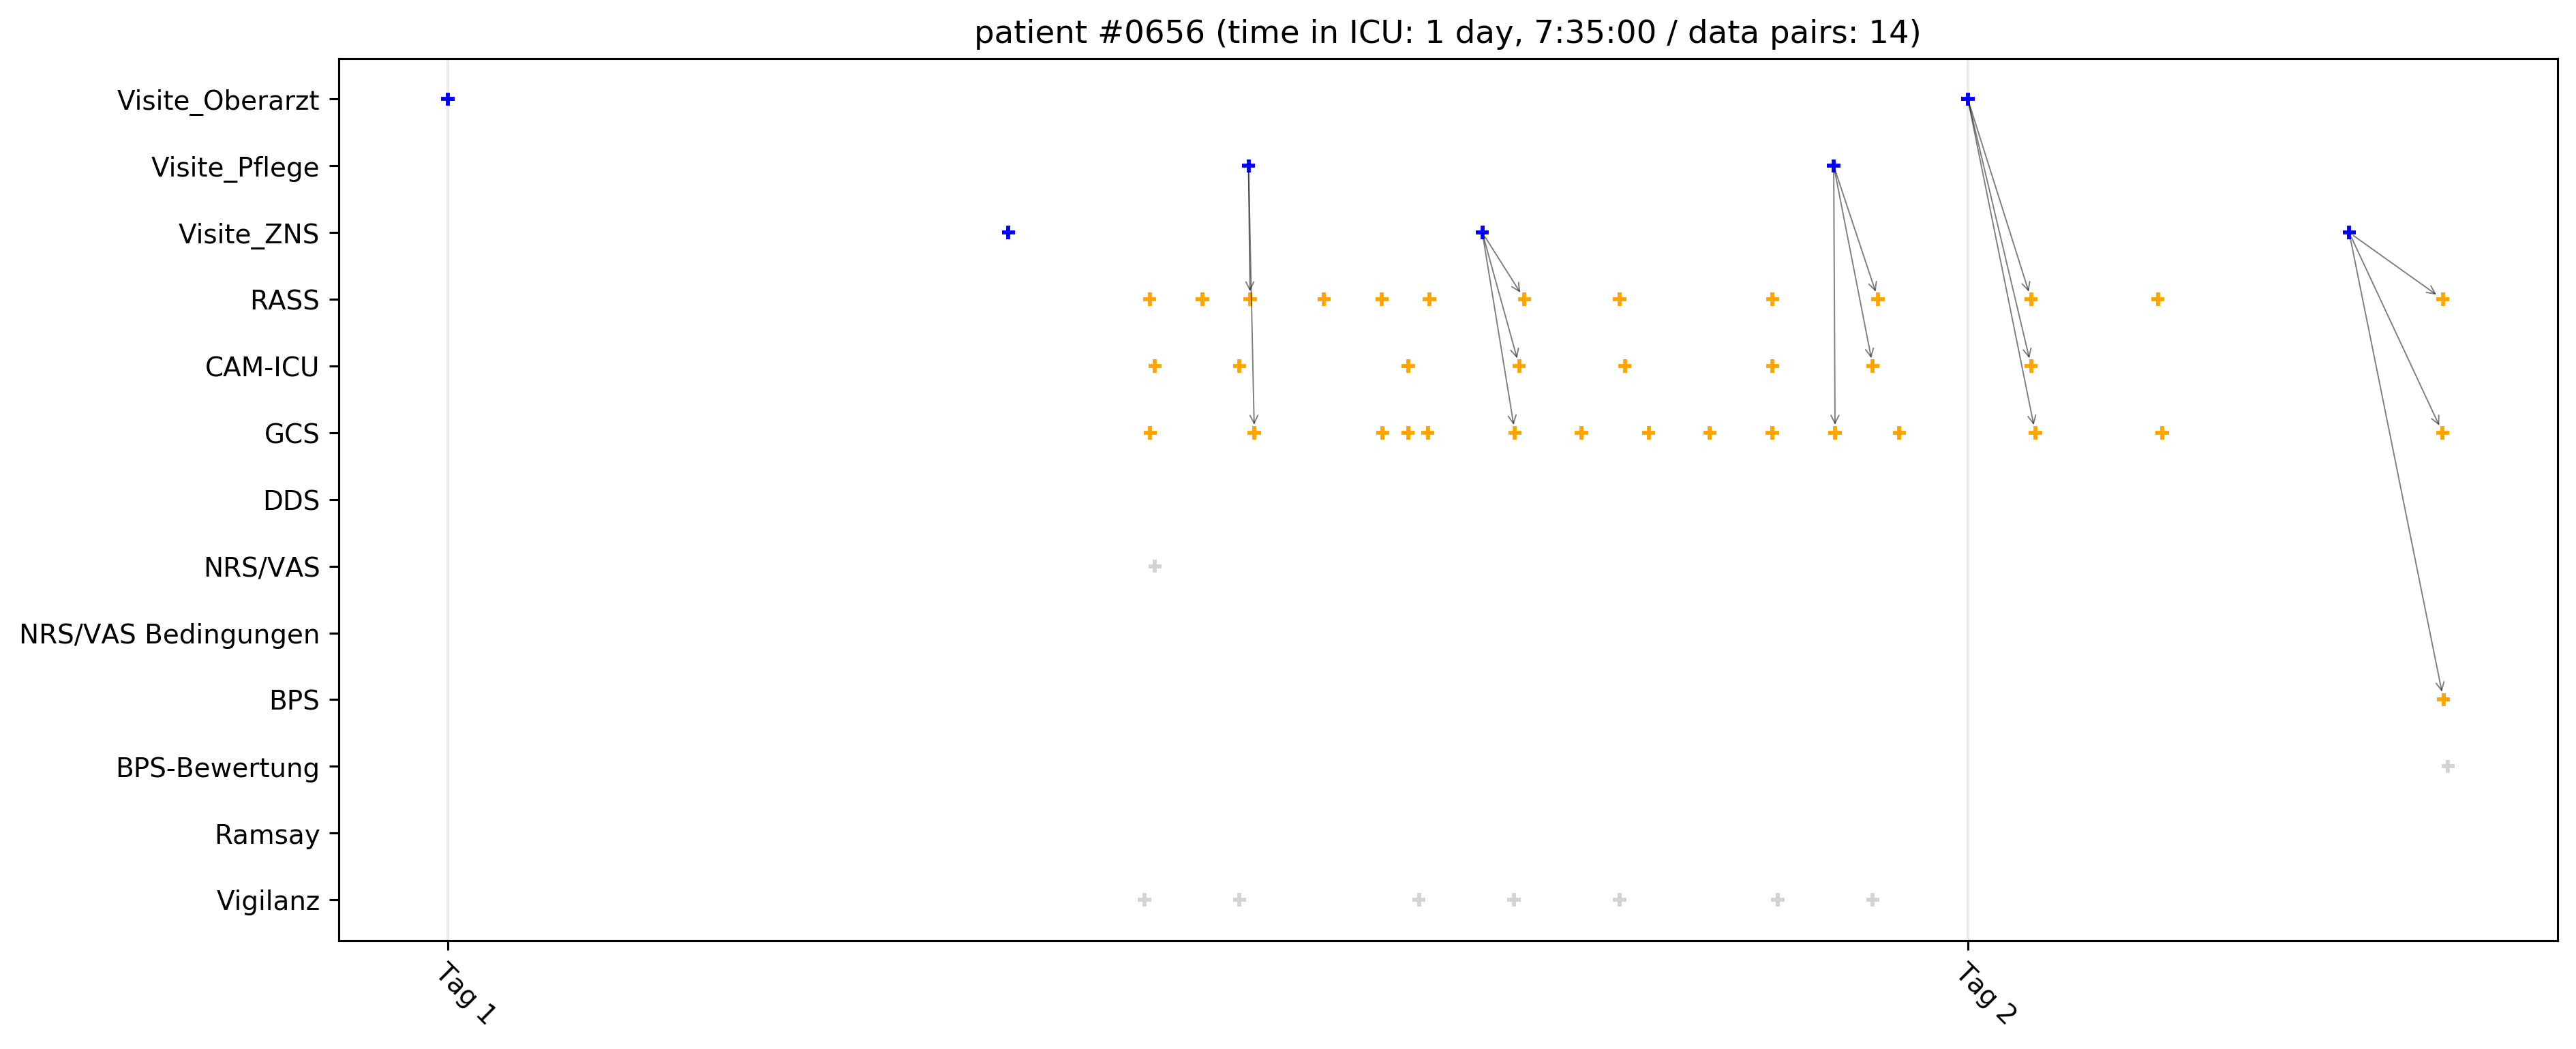 patient #0656 (time in ICU: 1 day, 7:35:00 / data pairs: 14)
Visite_Oberarzt
Visite_Pflege
Visite_ZNS
RASS
CAM-ICU
GCS
DDS
NRS/VAS
NRS/VAS Bedingungen
BPS
BPS-Bewertung
Ramsay
Vigilanz
Tag 1
Tag 2